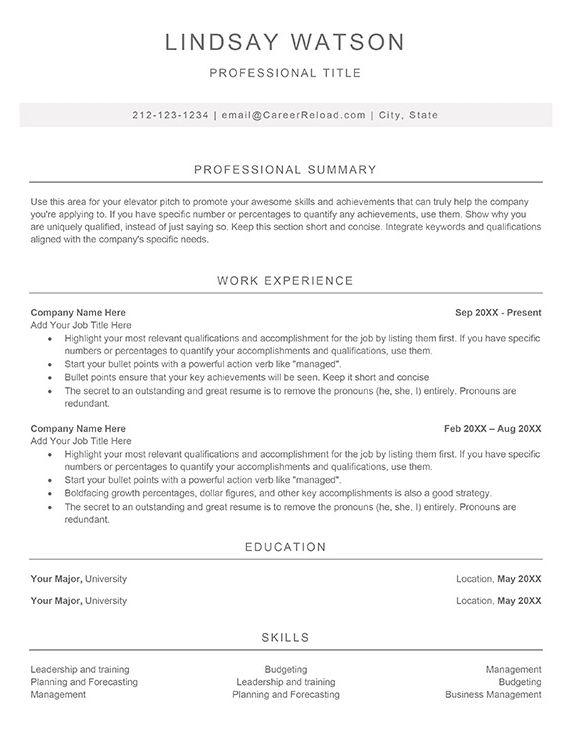 LINDSAY WATSON
PROFESSIONAL TITLE
212-123-1234 | email@CareerReload.com | City, State
PROFESSIONAL SUMMARY
Use this area for your elevator pitch to promote your awesome skills and achievements that can truly help the company
you're applying to. If you have specific number or percentages to quantify any achievements, use them. Show why you
are uniquely qualified, instead of just saying so. Keep this section short and concise. Integrate keywords and qualifications
aligned with the company's specific needs.
WORK EXPERIENCE
Company Name Here Sep 20XX - Present
Add Your Job Title Here
• Highlight your most relevant qualifications and accomplishment for the job by listing them first. If you have specific
numbers or percentages to quantify your accomplishments and qualifications, use them.
• Start your bullet points with a powerful action verb like "managed".
• Bullet points ensure that your key achievements will be seen. Keep it short and concise
• The secret to an outstanding and great resume is to remove the pronouns (he, she, I) entirely. Pronouns are
redundant.
Company Name Here Feb 20XX – Aug 20XX
Add Your Job Title Here
• Highlight your most relevant qualifications and accomplishment for the job by listing them first. If you have specific
numbers or percentages to quantify your accomplishments and qualifications, use them.
• Start your bullet points with a powerful action verb like "managed".
• Boldfacing growth percentages, dollar figures, and other key accomplishments is also a good strategy.
• The secret to an outstanding and great resume is to remove the pronouns (he, she, I) entirely. Pronouns are
redundant.
EDUCATION
Your Major, University Location, May 20XX
Your Major, University Location, May 20XX
SKILLS
Leadership and training Budgeting Management
Planning and Forecasting Leadership and training Budgeting
Management Planning and Forecasting Business Management